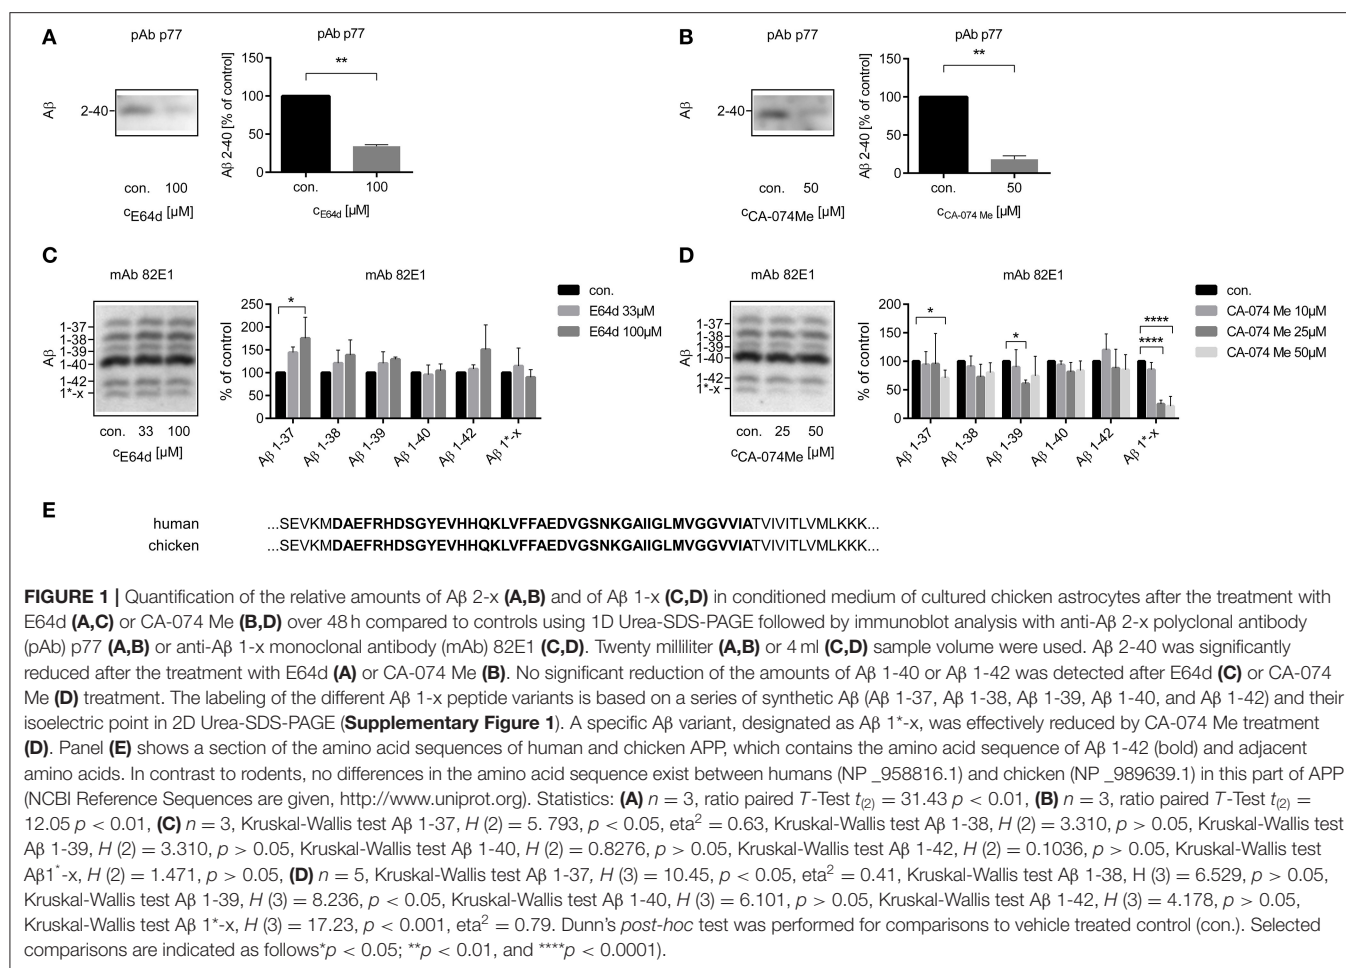 A
pAb p77
Aβ
2-40
con. 100
cE64d [µM]
pAb p77
Aβ 2-40 [% of control]
150
100
50
0
**
con. 100
cE64d [µM]
B
pAb p77
Aβ
2-40
con. 50
cCA-074Me [µM]
pAb p77
Aβ 2-40 [% of control]
150
100
50
0
**
con. 50
cCA-074 Me [µM]
C
mAb 82E1
Aβ
1-37
1-38
1-39
1-40
1-42
1*-x
con. 33 100
cE64d [µM]
mAb 82E1
% of control
250
200
150
100
50
0
*
Aβ 1-37
Aβ 1-38
Aβ 1-39
Aβ 1-40
Aβ 1-42
Aβ 1*-x
con.
E64d 33µM
E64d 100µM
D
mAb 82E1
Aβ
1-37
1-38
1-39
1-40
1-42
1*-x
con. 25 50
cCA-074Me [µM]
mAb 82E1
% of control
200
150
100
50
0
*
*
****
****
Aβ 1-37
Aβ 1-38
Aβ 1-39
Aβ 1-40
Aβ 1-42
Aβ 1*-x
con.
CA-074 Me 10µM
CA-074 Me 25µM
CA-074 Me 50µM
E
human ...SEVKMDAEFRHDSGYEVHHQKLVFFAEDVGSNKGAIIGLMVGGVVIATVIVITLVMLKKK...
chicken ...SEVKMDAEFRHDSGYEVHHQKLVFFAEDVGSNKGAIIGLMVGGVVIATVIVITLVMLKKK...
FIGURE 1 | Quantification of the relative amounts of Aβ 2-x (A,B) and of Aβ 1-x (C,D) in conditioned medium of cultured chicken astrocytes after the treatment with
E64d (A,C) or CA-074 Me (B,D) over 48 h compared to controls using 1D Urea-SDS-PAGE followed by immunoblot analysis with anti-Aβ 2-x polyclonal antibody
(pAb) p77 (A,B) or anti-Aβ 1-x monoclonal antibody (mAb) 82E1 (C,D). Twenty milliliter (A,B) or 4 ml (C,D) sample volume were used. Aβ 2-40 was significantly
reduced after the treatment with E64d (A) or CA-074 Me (B). No significant reduction of the amounts of Aβ 1-40 or Aβ 1-42 was detected after E64d (C) or CA-074
Me (D) treatment. The labeling of the different Aβ 1-x peptide variants is based on a series of synthetic Aβ (Aβ 1-37, Aβ 1-38, Aβ 1-39, Aβ 1-40, and Aβ 1-42) and their
isoelectric point in 2D Urea-SDS-PAGE (Supplementary Figure 1). A specific Aβ variant, designated as Aβ 1*-x, was effectively reduced by CA-074 Me treatment
(D). Panel (E) shows a section of the amino acid sequences of human and chicken APP, which contains the amino acid sequence of Aβ 1-42 (bold) and adjacent
amino acids. In contrast to rodents, no differences in the amino acid sequence exist between humans (NP _958816.1) and chicken (NP _989639.1) in this part of APP
(NCBI Reference Sequences are given, http://www.uniprot.org). Statistics: (A) n = 3, ratio paired T-Test t(2) = 31.43 p < 0.01, (B) n = 3, ratio paired T-Test t(2) =
12.05 p < 0.01, (C) n = 3, Kruskal-Wallis test Aβ 1-37, H (2) = 5. 793, p < 0.05, eta² = 0.63, Kruskal-Wallis test Aβ 1-38, H (2) = 3.310, p > 0.05, Kruskal-Wallis test
Aβ 1-39, H (2) = 3.310, p > 0.05, Kruskal-Wallis test Aβ 1-40, H (2) = 0.8276, p > 0.05, Kruskal-Wallis test Aβ 1-42, H (2) = 0.1036, p > 0.05, Kruskal-Wallis test
Aβ1*-x, H (2) = 1.471, p > 0.05, (D) n = 5, Kruskal-Wallis test Aβ 1-37, H (3) = 10.45, p < 0.05, eta² = 0.41, Kruskal-Wallis test Aβ 1-38, H (3) = 6.529, p > 0.05,
Kruskal-Wallis test Aβ 1-39, H (3) = 8.236, p < 0.05, Kruskal-Wallis test Aβ 1-40, H (3) = 6.101, p > 0.05, Kruskal-Wallis test Aβ 1-42, H (3) = 4.178, p > 0.05,
Kruskal-Wallis test Aβ 1*-x, H (3) = 17.23, p < 0.001, eta² = 0.79. Dunn's post-hoc test was performed for comparisons to vehicle treated control (con.). Selected
comparisons are indicated as follows*p < 0.05; **p < 0.01, and ****p < 0.0001).